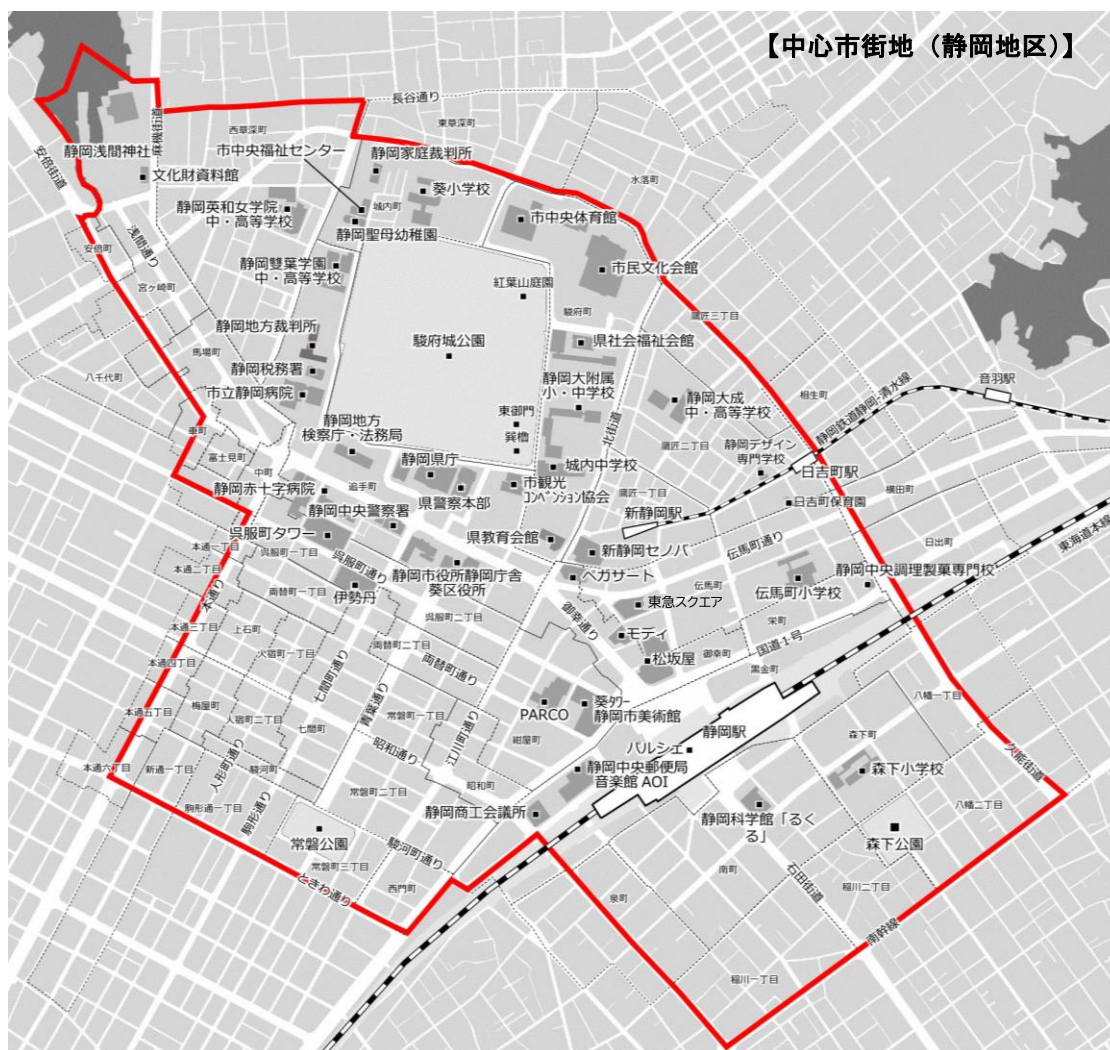 【中心市街地（静岡地区）】
長谷通り
麻機街道
西草深町
東草深町
静岡浅間神社
市中央福祉センター
静岡家庭裁判所
安倍街道
文化財資料館
水落町
葵小学校
城内町
静岡英和女学院
中・高等学校
市中央体育館
静岡聖母幼稚園
安倍町
浅間通り
静岡雙葉学園
中・高等学校
市民文化会館
宮ヶ崎町
紅葉山庭園
駿府町
鷹匠三丁目
静岡地方裁判所
駿府城公園
県社会福祉会館
馬場町
静岡税務署
八千代町
市立静岡病院
静岡大附属
小・中学校
音羽駅
相生町
静岡大成
中・高等学校
静岡鉄道静岡-清水線
東御門
静岡地方
検察庁・法務局
北街道
巽櫓
鷹匠二丁目
静岡デザイン
専門学校
富士見町
中町
静岡県庁
城内中学校
日吉町駅
静岡赤十字病院
追手町
県警察本部
市観光
ｺﾝﾍﾞﾝｼｮﾝ協会
鷹匠一丁目
横田町
新静岡駅
日吉町保育園
静岡中央警察署
呉服町タワー
県教育会館
本通一丁目
呉服町一丁目
新静岡セノバ
伝馬町通り
日出町
東海道本線
本通二丁目
呉服町通り
静岡市役所静岡庁舎
葵区役所
ペガサート
静岡中央調理製菓専門校
伊勢丹
両替町一丁目
伝馬町
伝馬町小学校
本通り
東急スクエア
御幸通り
呉服町二丁目
栄町
本通三丁目
上石町
モディ
両替町二丁目
国道1号
人宿町一丁目
御幸町
松坂屋
本通四丁目
七間町通り
両替町通り
黒金町
青葉通り
梅屋町
PARCO
葵ﾀﾜｰ
静岡市美術館
八幡一丁目
本通五丁目
人宿町二丁目
常磐町一丁目
七間町
江川町通り
静岡駅
森下町
紺屋町
昭和通り
パルシェ
久能街道
本通六丁目
新通一丁目
人形町通り
駿河町
静岡中央郵便局
音楽館 AOI
森下小学校
昭和町
常磐町二丁目
駒形通一丁目
駒形通り
静岡商工会議所
静岡科学館「るく
る」
八幡二丁目
常磐公園
駿河町通り
森下公園
常磐町三丁目
南町
石田街道
西門町
ときわ通り
泉町
稲川二丁目
南幹線
稲川一丁目